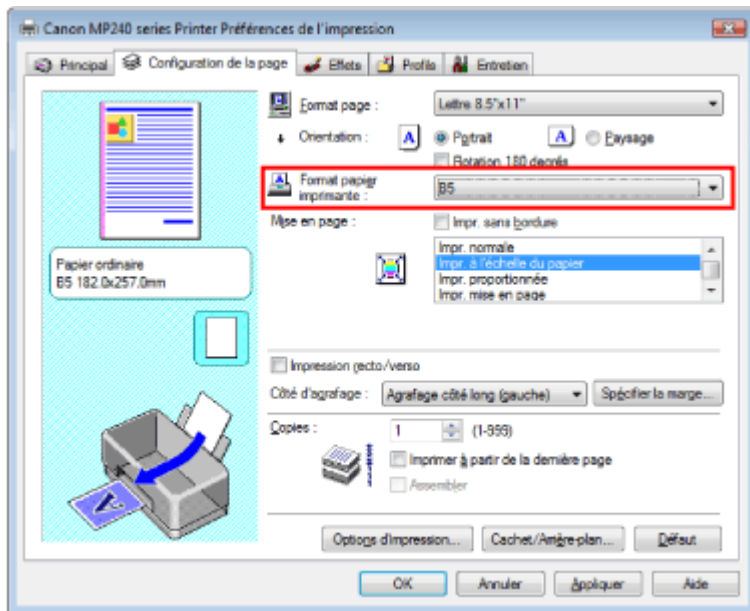 Canon MP240 series Printer Préférences de l'impression
Principal Configuration de la page Effets Profils Entretien
Format page : Lettre 8.5"x11"
Orientation : A Portrait A Paysage
Rotation 180 degrés
Format papier imprimante : B5
Mise en page : Impr. sans bordure
Impr. normale
Impr. à l'échelle du papier
Impr. proportionnée
Impr. mise en page
Papier ordinaire
B5 182.0x257.0mm
Impression recto/verso
Côté d'agrafage : Agrafage côté long (gauche) Spécifier la marge...
Copies : 1 (1-999)
Imprimer à partir de la dernière page
Assembler
Options d'impression... Cachet/Arrière-plan... Défaut
OK Annuler Appliquer Aide